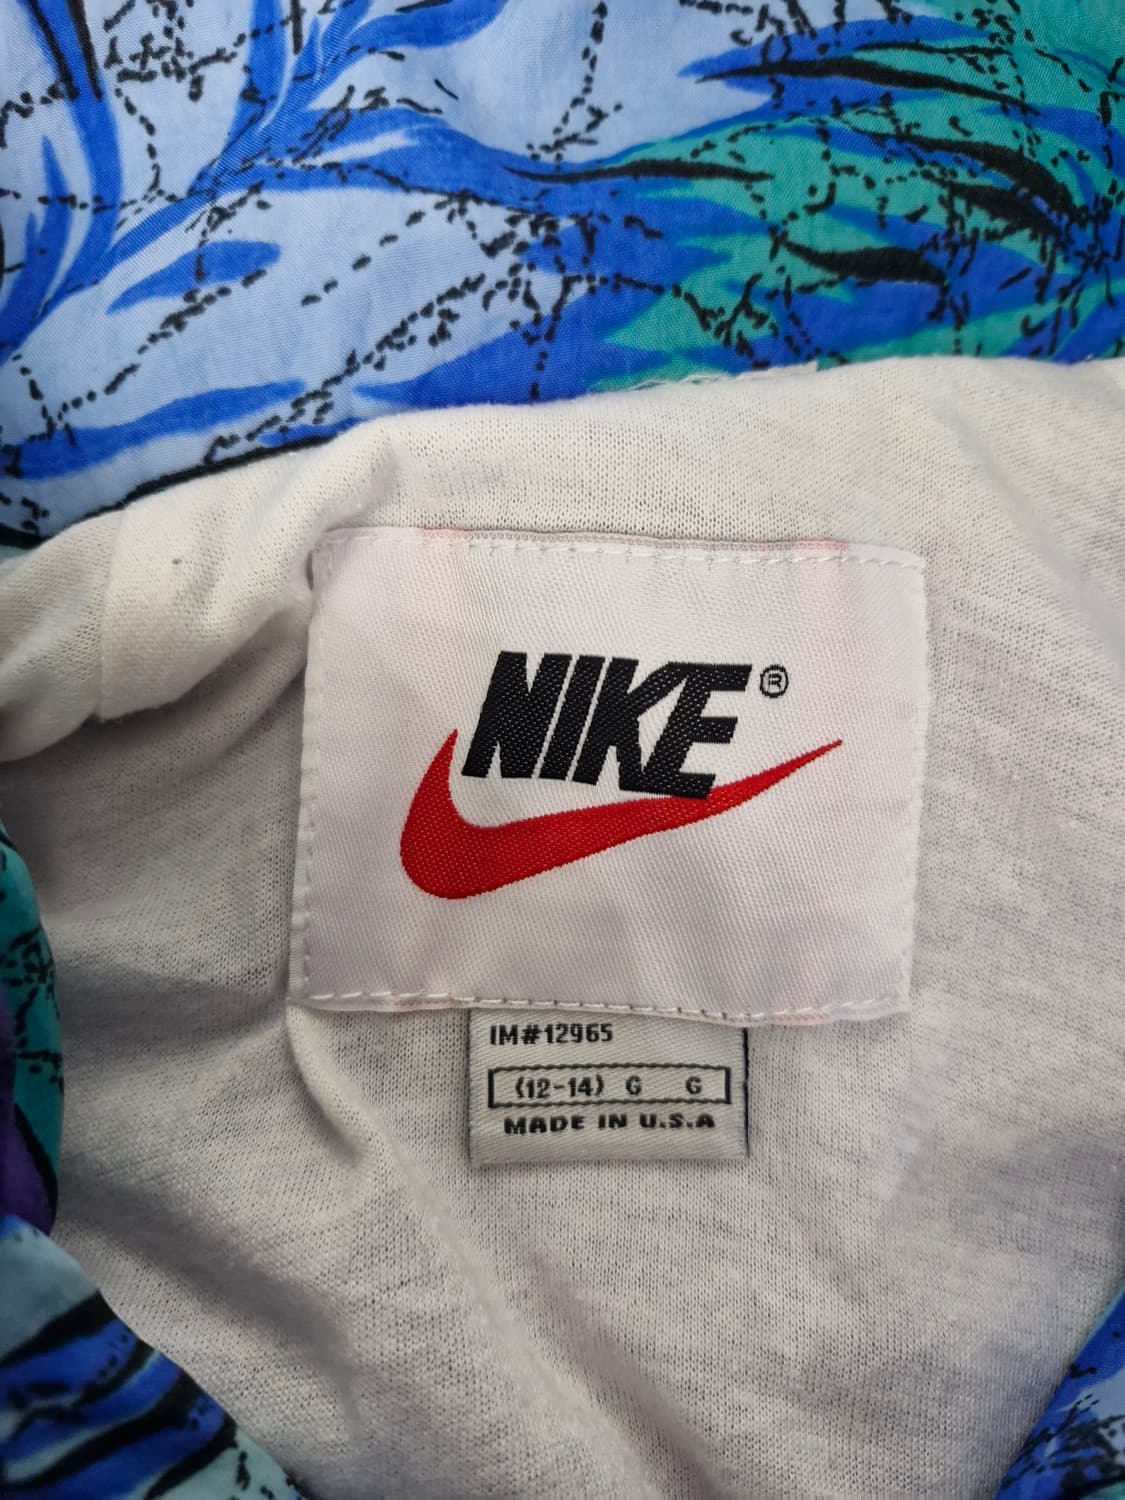 NIKE®
IM#12965
(12-14) G G
MADE IN U.S.A